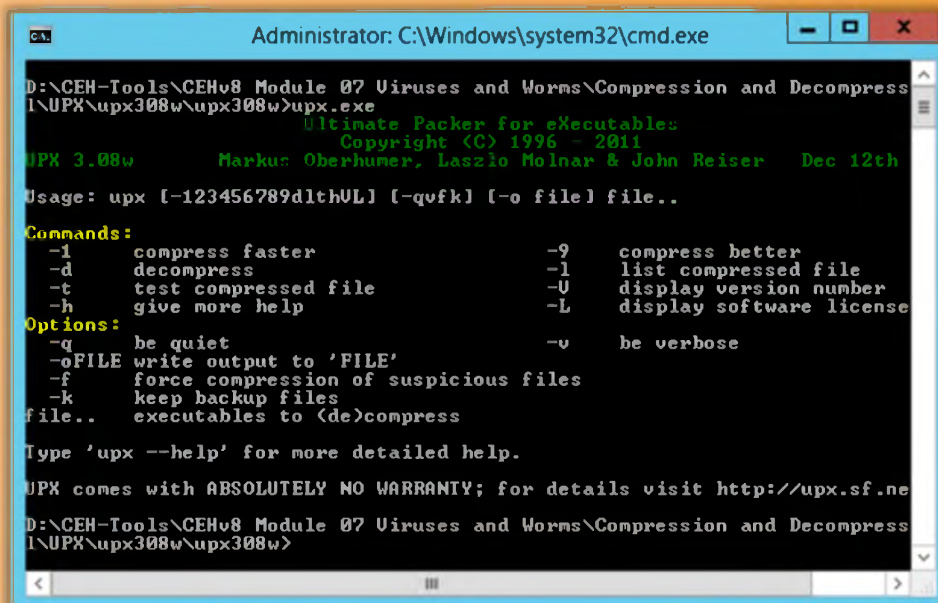 Administrator: C:\Windows\system32\cmd.exe
D:\CEH-Tools\CEHv8 Module 07 Viruses and Worms\Compression and Decompress
l\UPX\upx308w\upx308w>upx.exe
Ultimate Packer for eXecutables
Copyright (C) 1996 - 2011
UPX 3.08w Markus Oberhumer, Laszlo Molnar & John Reiser Dec 12th
Usage: upx [-123456789dlthVL] [-qvfk] [-o file] file..
Commands:
-1 compress faster -9 compress better
-d decompress -l list compressed file
-t test compressed file -V display version number
-h give more help -L display software license
Options:
-q be quiet -v be verbose
-oFILE write output to 'FILE'
-f force compression of suspicious files
-k keep backup files
file.. executables to (de)compress
Type 'upx --help' for more detailed help.
UPX comes with ABSOLUTELY NO WARRANTY; for details visit http://upx.sf.ne
D:\CEH-Tools\CEHv8 Module 07 Viruses and Worms\Compression and Decompress
l\UPX\upx308w\upx308w>